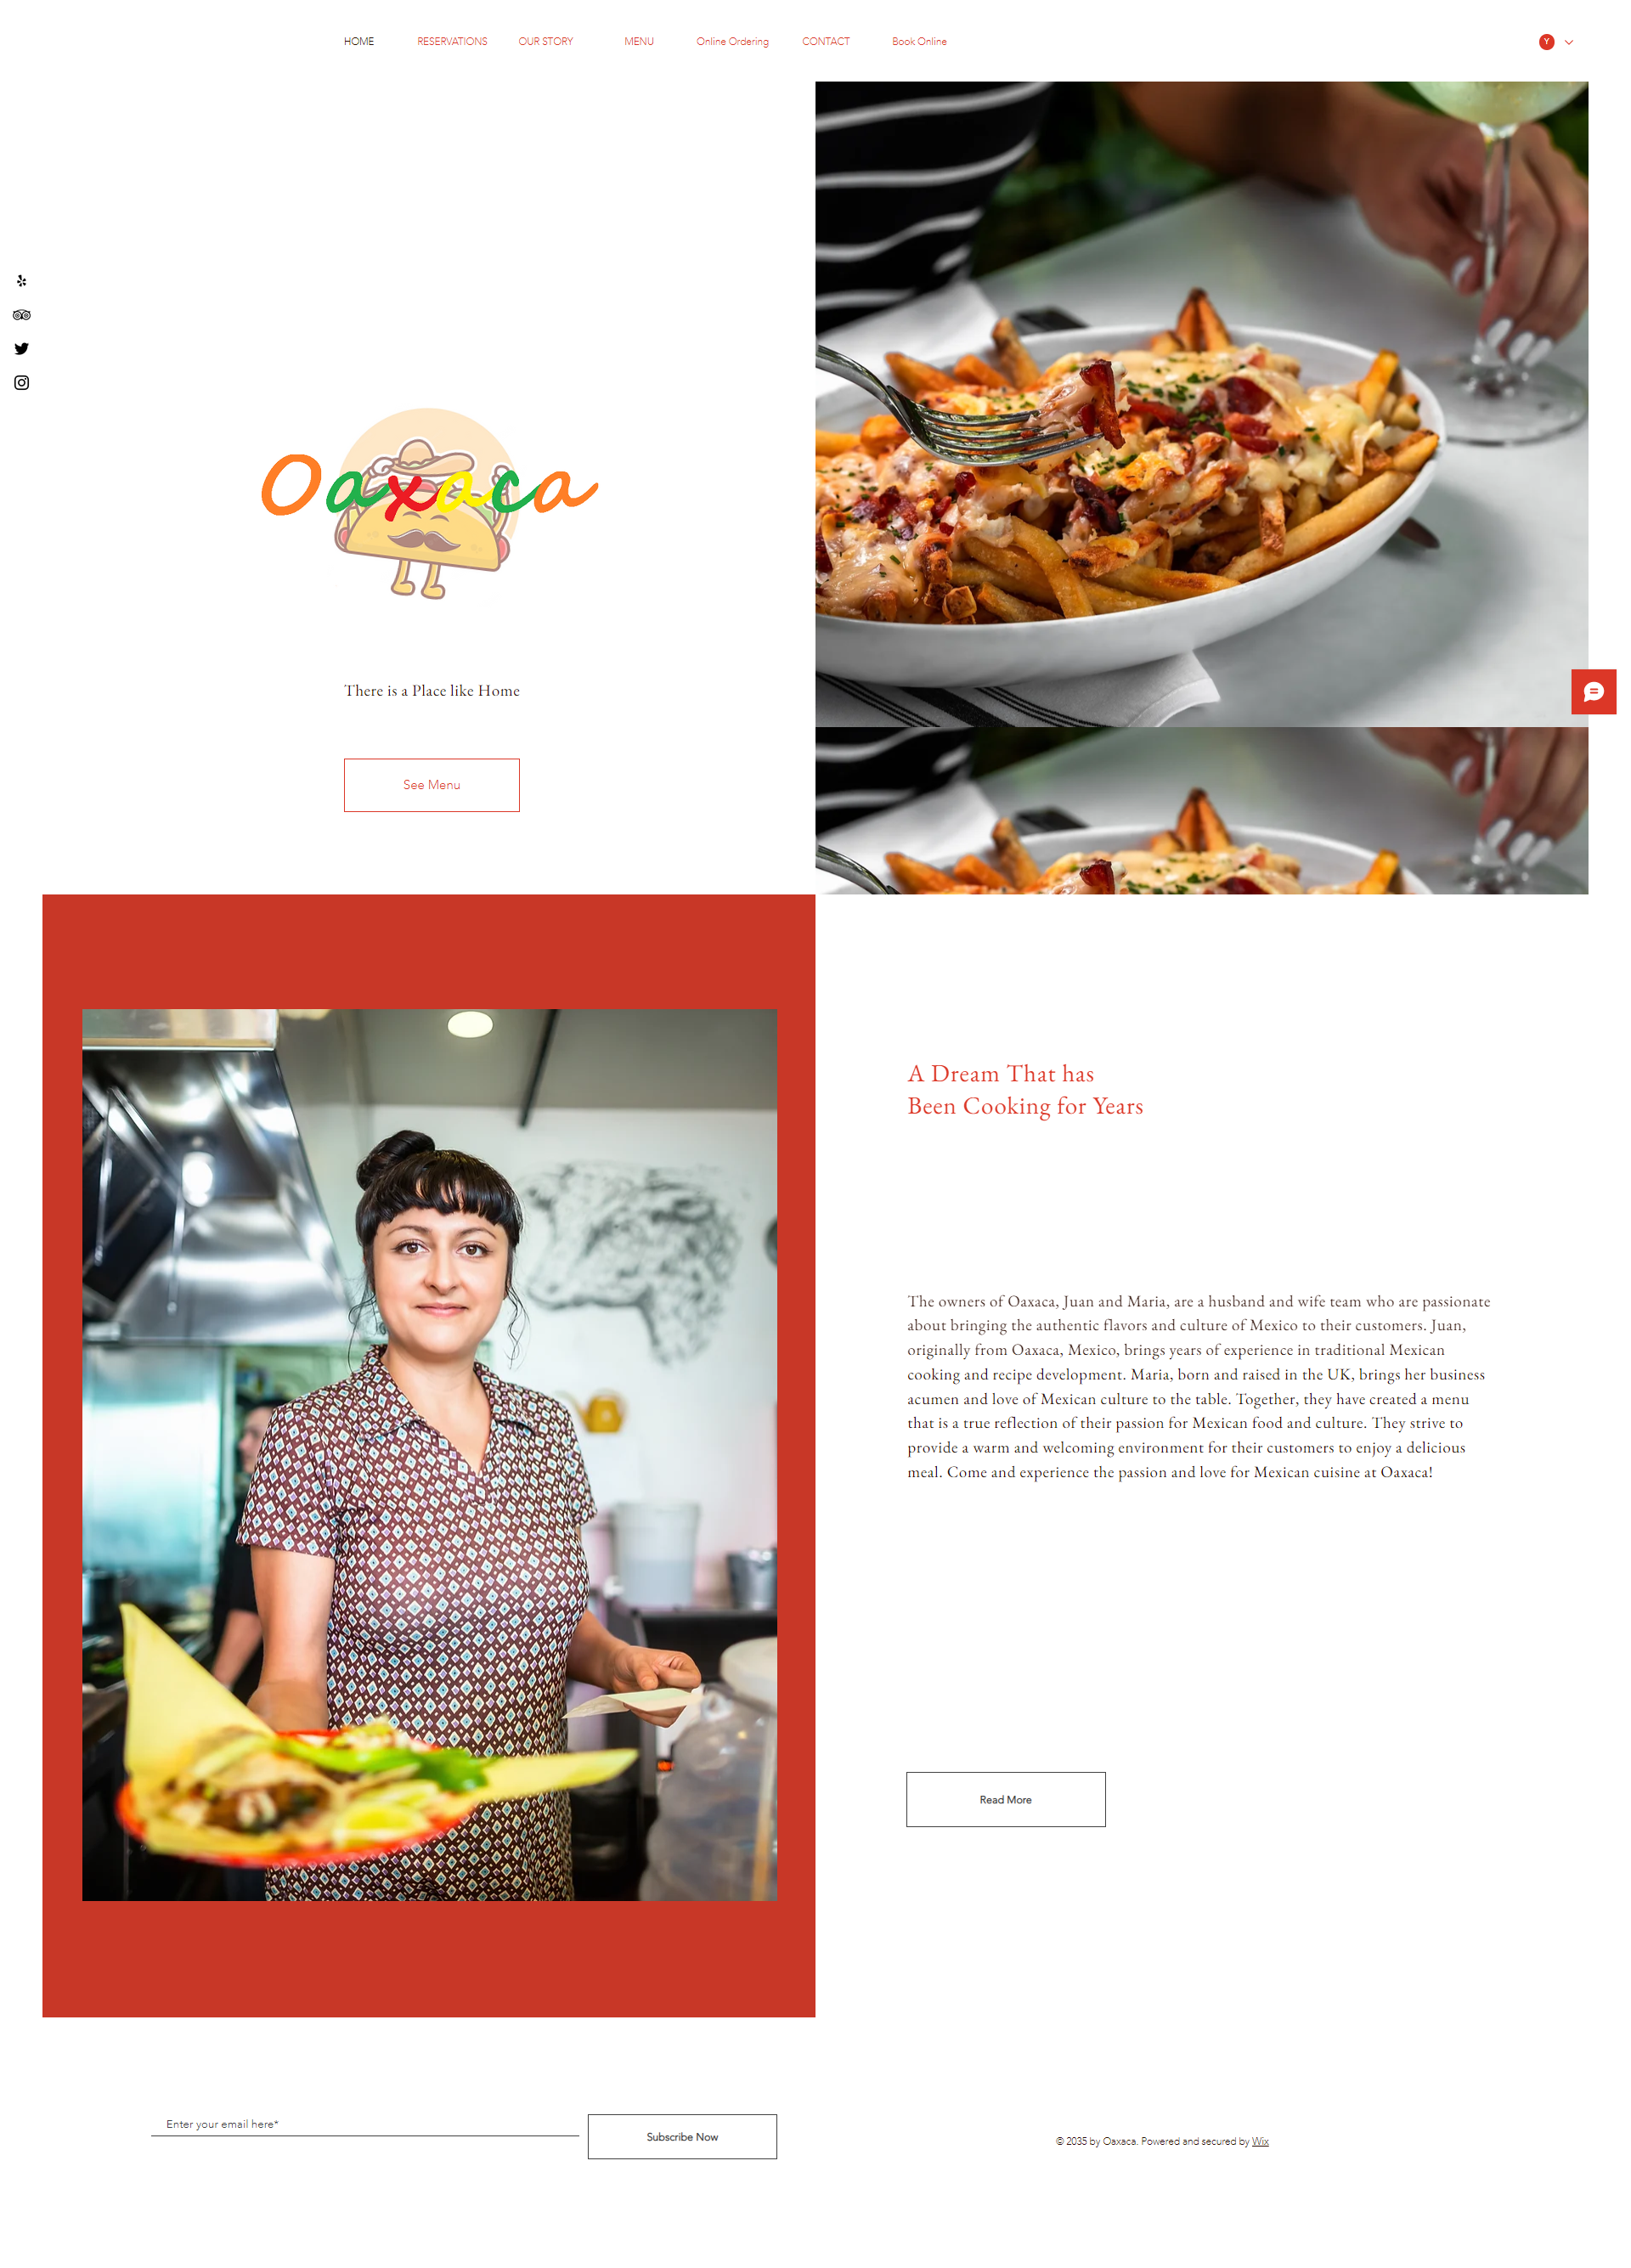 HOME RESERVATIONS OUR STORY MENU Online Ordering CONTACT Book Online Y
Oaxaca
There is a Place like Home
See Menu
A Dream That has
Been Cooking for Years
The owners of Oaxaca, Juan and Maria, are a husband and wife team who are passionate
about bringing the authentic flavors and culture of Mexico to their customers. Juan,
originally from Oaxaca, Mexico, brings years of experience in traditional Mexican
cooking and recipe development. Maria, born and raised in the UK, brings her business
acumen and love of Mexican culture to the table. Together, they have created a menu
that is a true reflection of their passion for Mexican food and culture. They strive to
provide a warm and welcoming environment for their customers to enjoy a delicious
meal. Come and experience the passion and love for Mexican cuisine at Oaxaca!
Read More
Enter your email here*
Subscribe Now
© 2035 by Oaxaca. Powered and secured by Wix